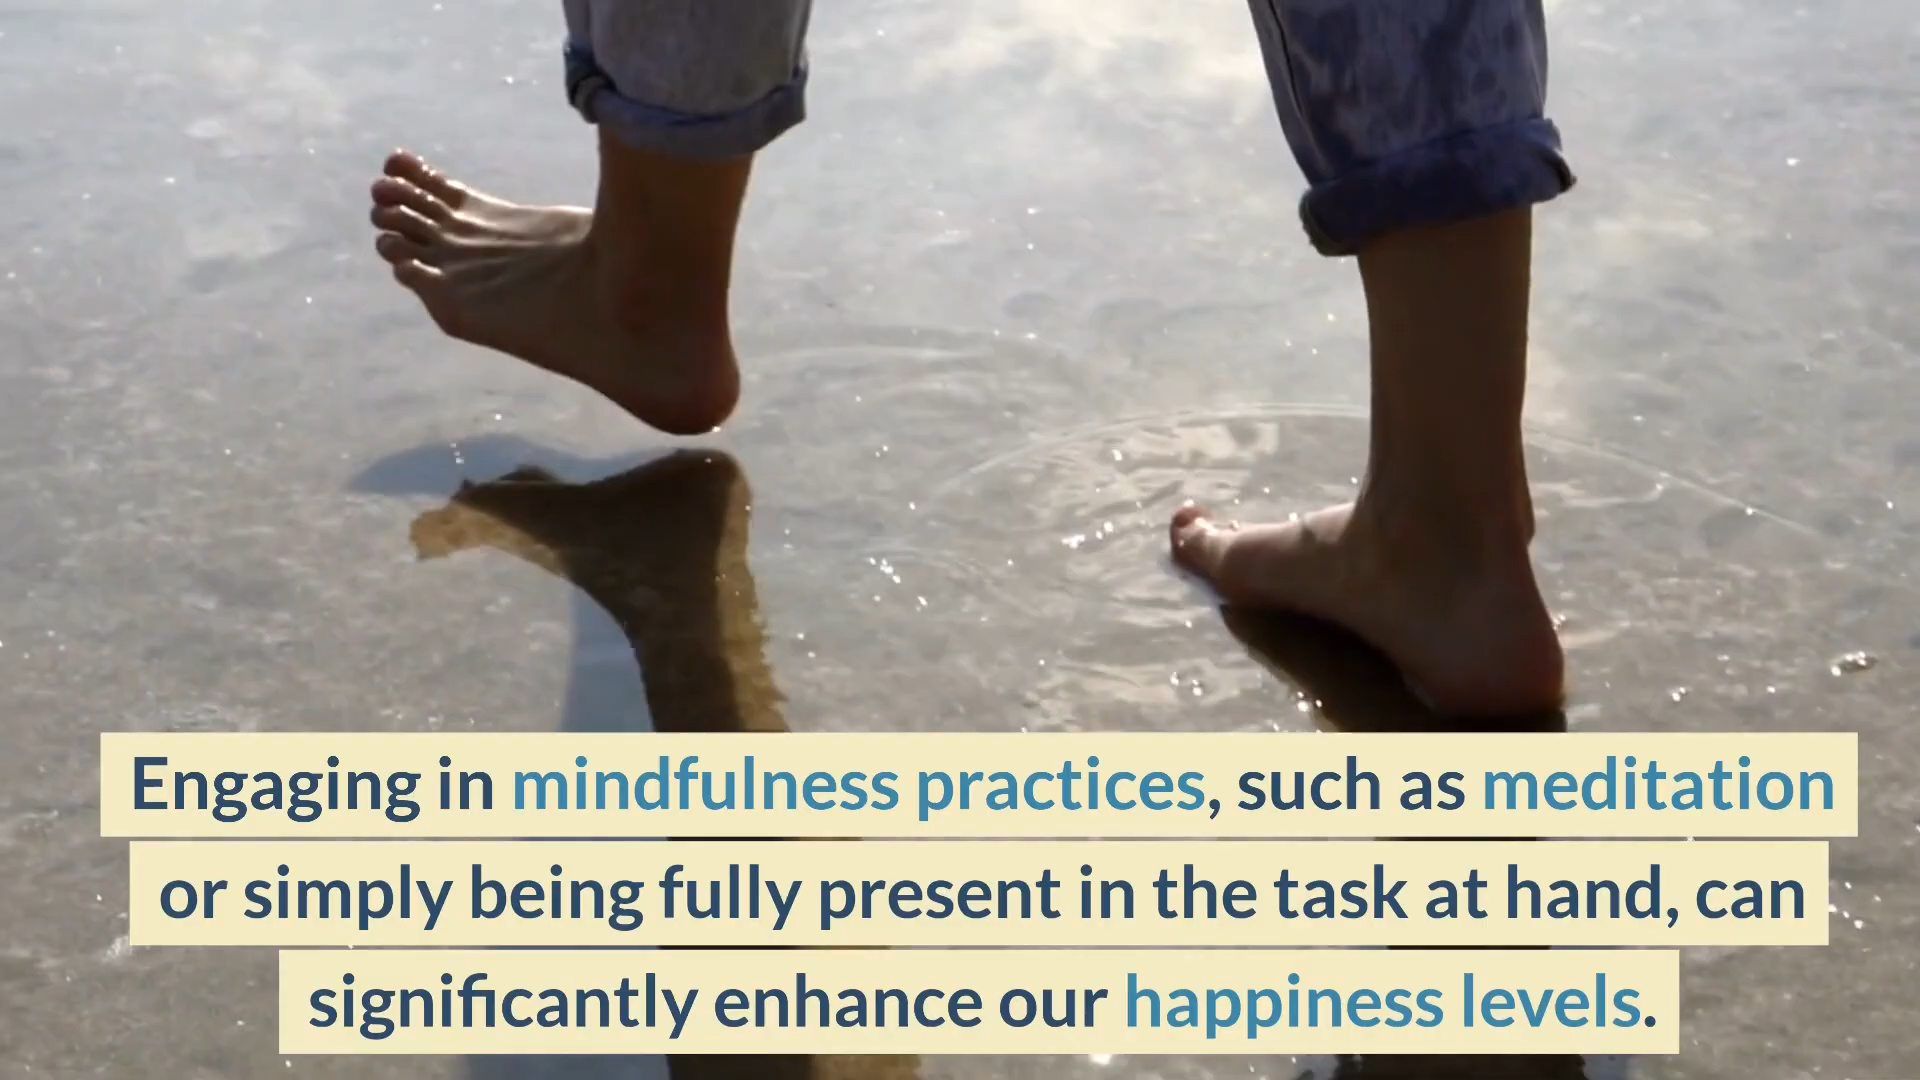 Engaging in mindfulness practices, such as meditation
or simply being fully present in the task at hand, can
significantly enhance our happiness levels.